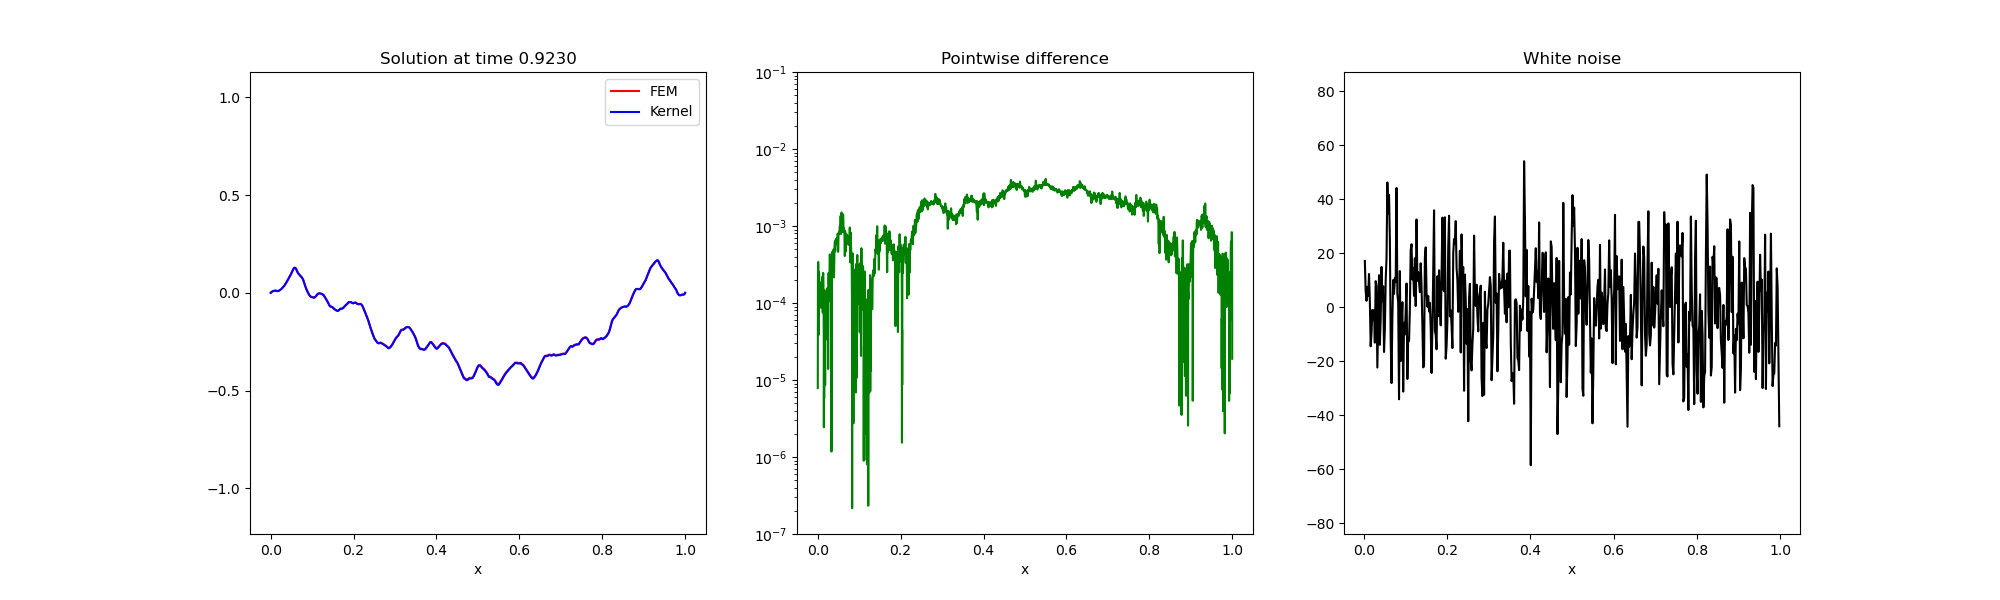 Solution at time 0.9230
1.0
0.5
0.0
−0.5
−1.0
0.0 0.2 0.4 0.6 0.8 1.0
x
FEM
Kernel
Pointwise difference
10⁻¹
10⁻²
10⁻³
10⁻⁴
10⁻⁵
10⁻⁶
10⁻⁷
0.0 0.2 0.4 0.6 0.8 1.0
x
White noise
80
60
40
20
0
−20
−40
−60
−80
0.0 0.2 0.4 0.6 0.8 1.0
x